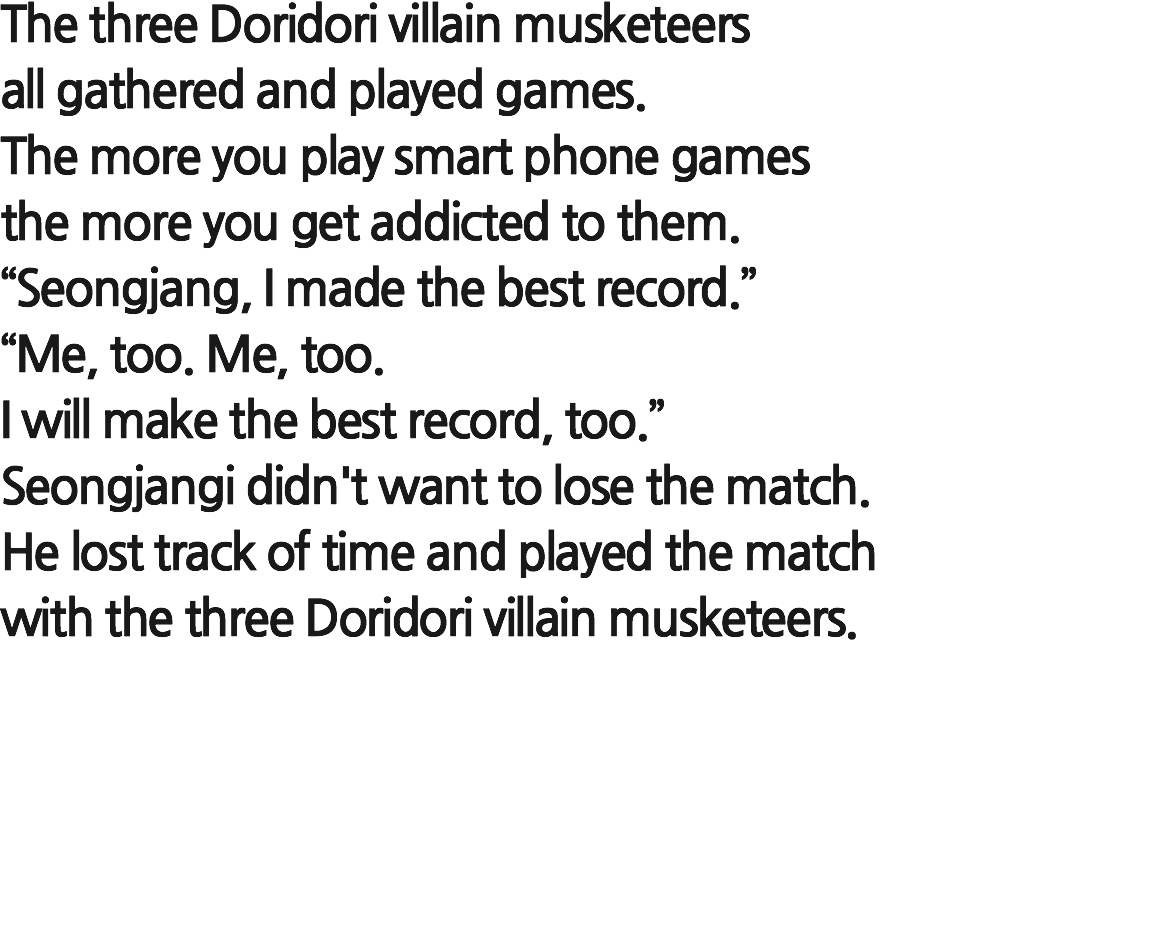 The three Doridori villain musketeers
all gathered and played games.
The more you play smart phone games
the more you get addicted to them.
“Seongjang, I made the best record.”
“Me, too. Me, too.
I will make the best record, too.”
Seongjangi didn't want to lose the match.
He lost track of time and played the match
with the three Doridori villain musketeers.